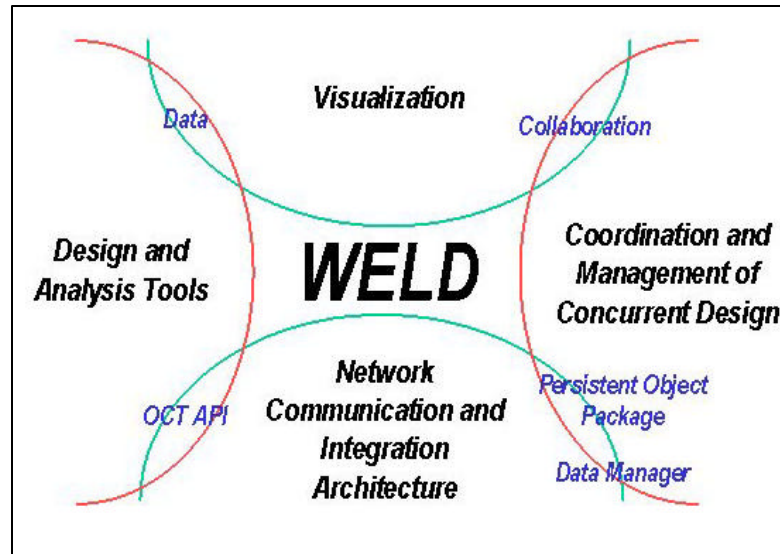 Visualization
Data
Collaboration
Design and
Analysis Tools
WELD
Coordination and
Management of
Concurrent Design
Network
Communication and
Integration
Architecture
OCT API
Persistent Object
Package
Data Manager